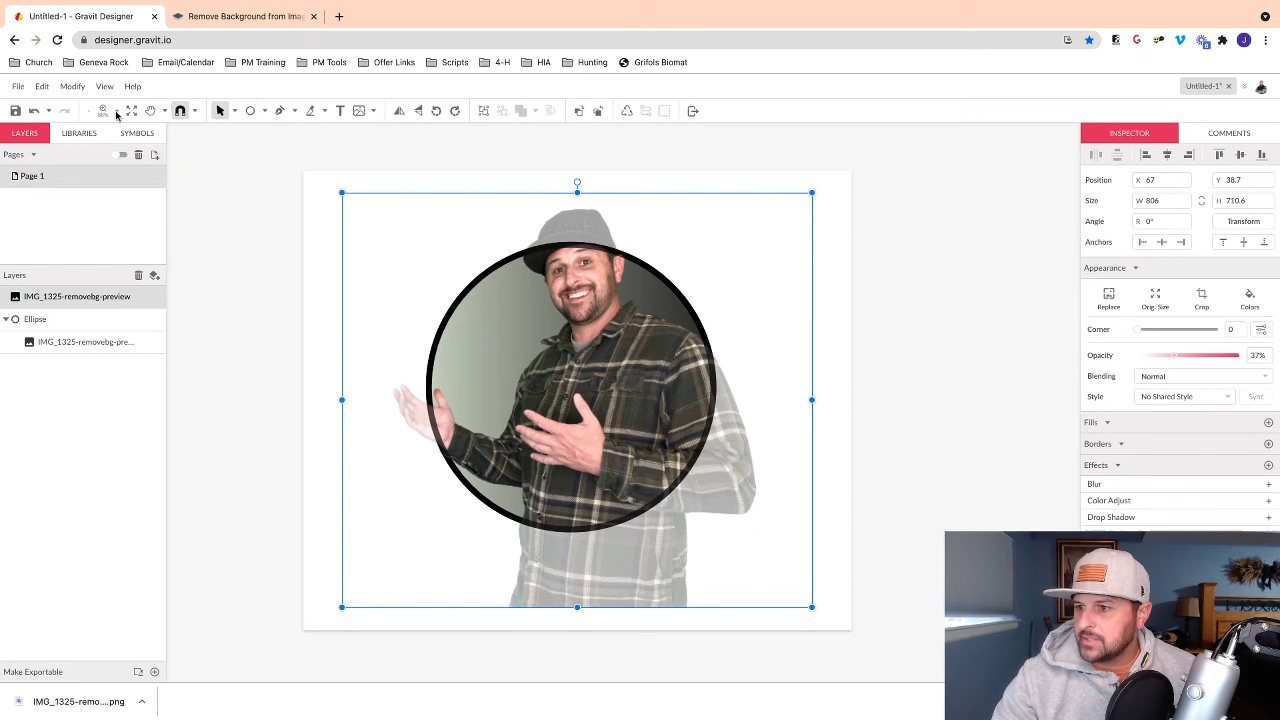 Untitled-1 - Gravit Designer
Remove Background from Imag
designer.gravit.io
6
J
Church
Geneva Rock
Email/Calendar
PM Training
PM Tools
Offer Links
Scripts
4-H
HIA
Hunting
Grifols Biomat
File
Edit
Modify
View
Help
Untitled-1*
LAYERS
LIBRARIES
SYMBOLS
INSPECTOR
COMMENTS
Pages
Page 1
Position
X 67
Y 38.7
Size
W 806
H 710.6
Angle
R 0°
Transform
Anchors
Layers
IMG_1325-removebg-preview
Ellipse
IMG_1325-removebg-pre...
Appearance
Replace
Orig. Size
Crop
Colors
Corner
0
Opacity
37%
Blending
Normal
Style
No Shared Style
Sync
Fills
Borders
Effects
Blur
Color Adjust
Drop Shadow
Make Exportable
IMG_1325-remo....png